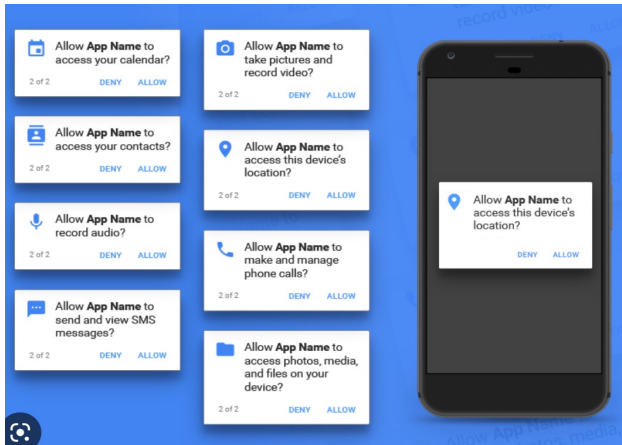 Allow App Name to
access your calendar?
2 of 2 DENY ALLOW
Allow App Name to
access your contacts?
2 of 2 DENY ALLOW
Allow App Name to
record audio?
2 of 2 DENY ALLOW
Allow App Name to
send and view SMS
messages?
2 of 2 DENY ALLOW
Allow App Name to
take pictures and
record video?
2 of 2 DENY ALLOW
Allow App Name to
access this device's
location?
2 of 2 DENY ALLOW
Allow App Name to
make and manage
phone calls?
2 of 2 DENY ALLOW
Allow App Name to
access photos, media,
and files on your
device?
2 of 2 DENY ALLOW
record video
Allow App Name to
access this device's
location?
DENY ALLOW
Allow App Name
media,